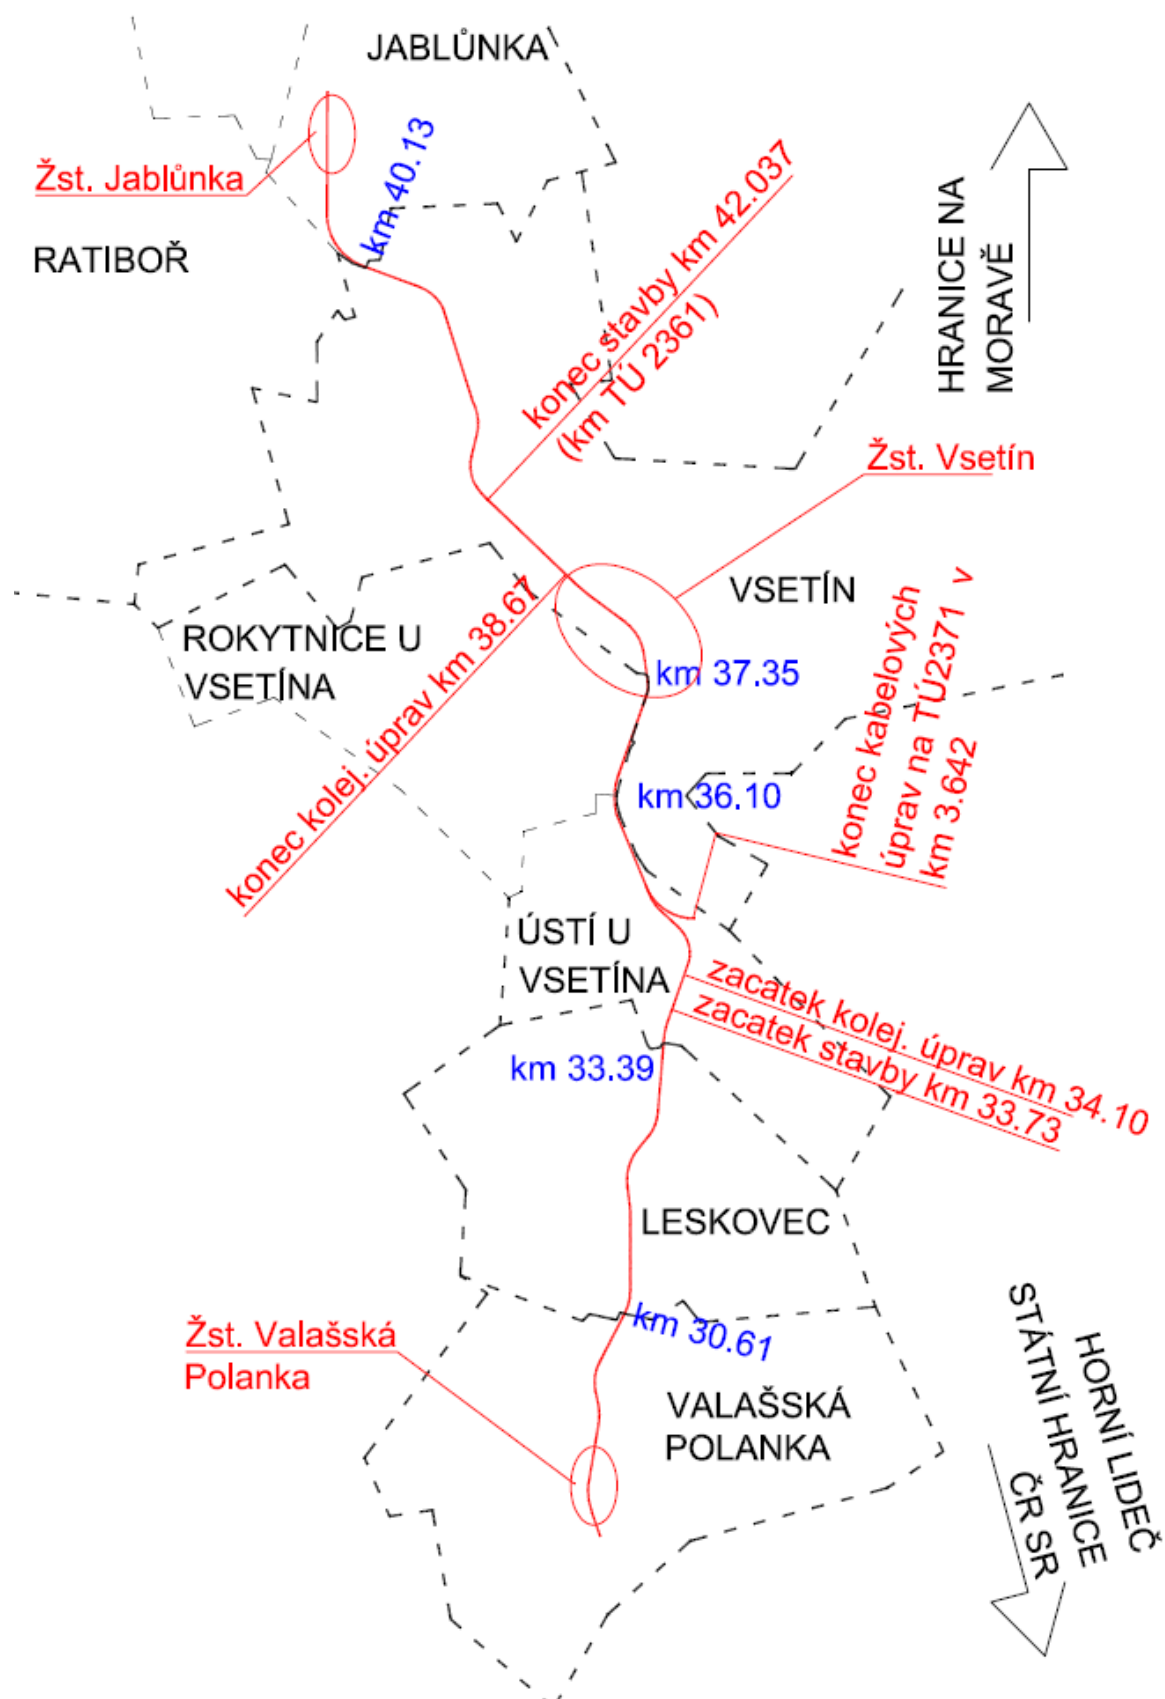 JABLŮNKA
km 40.13
Žst. Jablůnka
RATIBOŘ
konec stavby km 42.037
(km TÚ 2361)
HRANICE NA
MORAVĚ
Žst. Vsetín
VSETÍN
ROKYTNICE U
VSETÍNA
konec kolej. úprav km 38.67
km 37.35
km 36.10
konec kabelových
úprav na TÚ2371 v
km 3.642
ÚSTÍ U
VSETÍNA
zacatek kolej. úprav km 34.10
zacatek stavby km 33.73
km 33.39
LESKOVEC
km 30.61
Žst. Valašská
Polanka
VALAŠSKÁ
POLANKA
HORNÍ LIDEČ
STÁTNÍ HRANICE
ČR SR